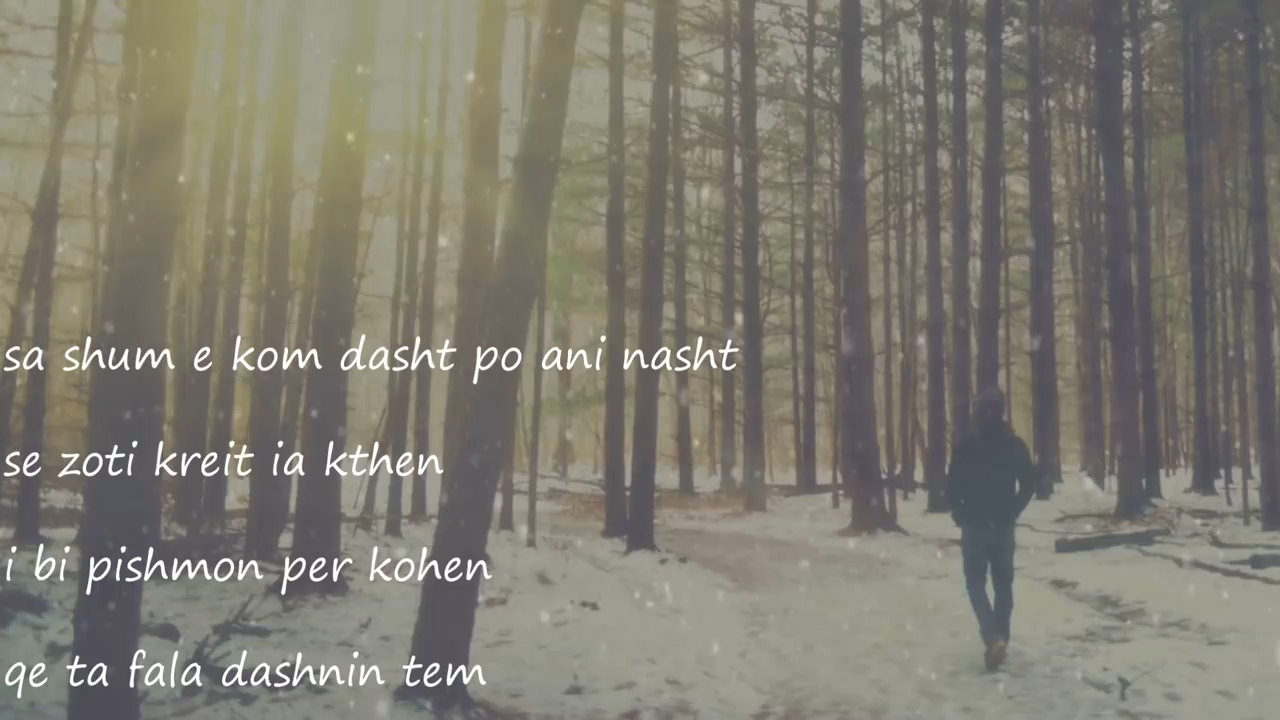 sa shum e kom dasht po ani nasht
se zoti kreit ia kthen
i bi pishmon per kohen
qe ta fala dashnin tem